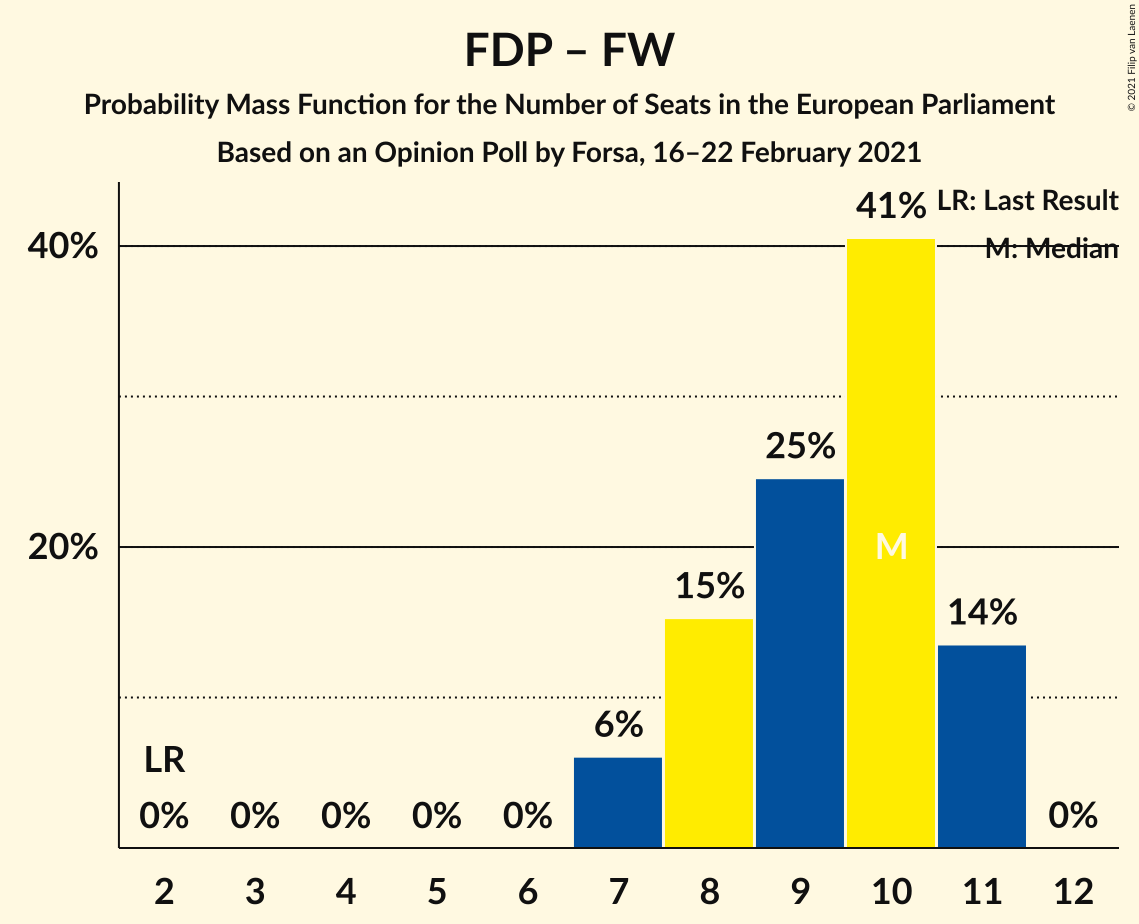 FDP – FW
Probability Mass Function for the Number of Seats in the European Parliament
Based on an Opinion Poll by Forsa, 16–22 February 2021
© 2021 Filip van Laenen
LR: Last Result
M: Median
40%
20%
LR
0%
0%
0%
0%
0%
6%
15%
25%
41%
M
14%
0%
2 3 4 5 6 7 8 9 10 11 12